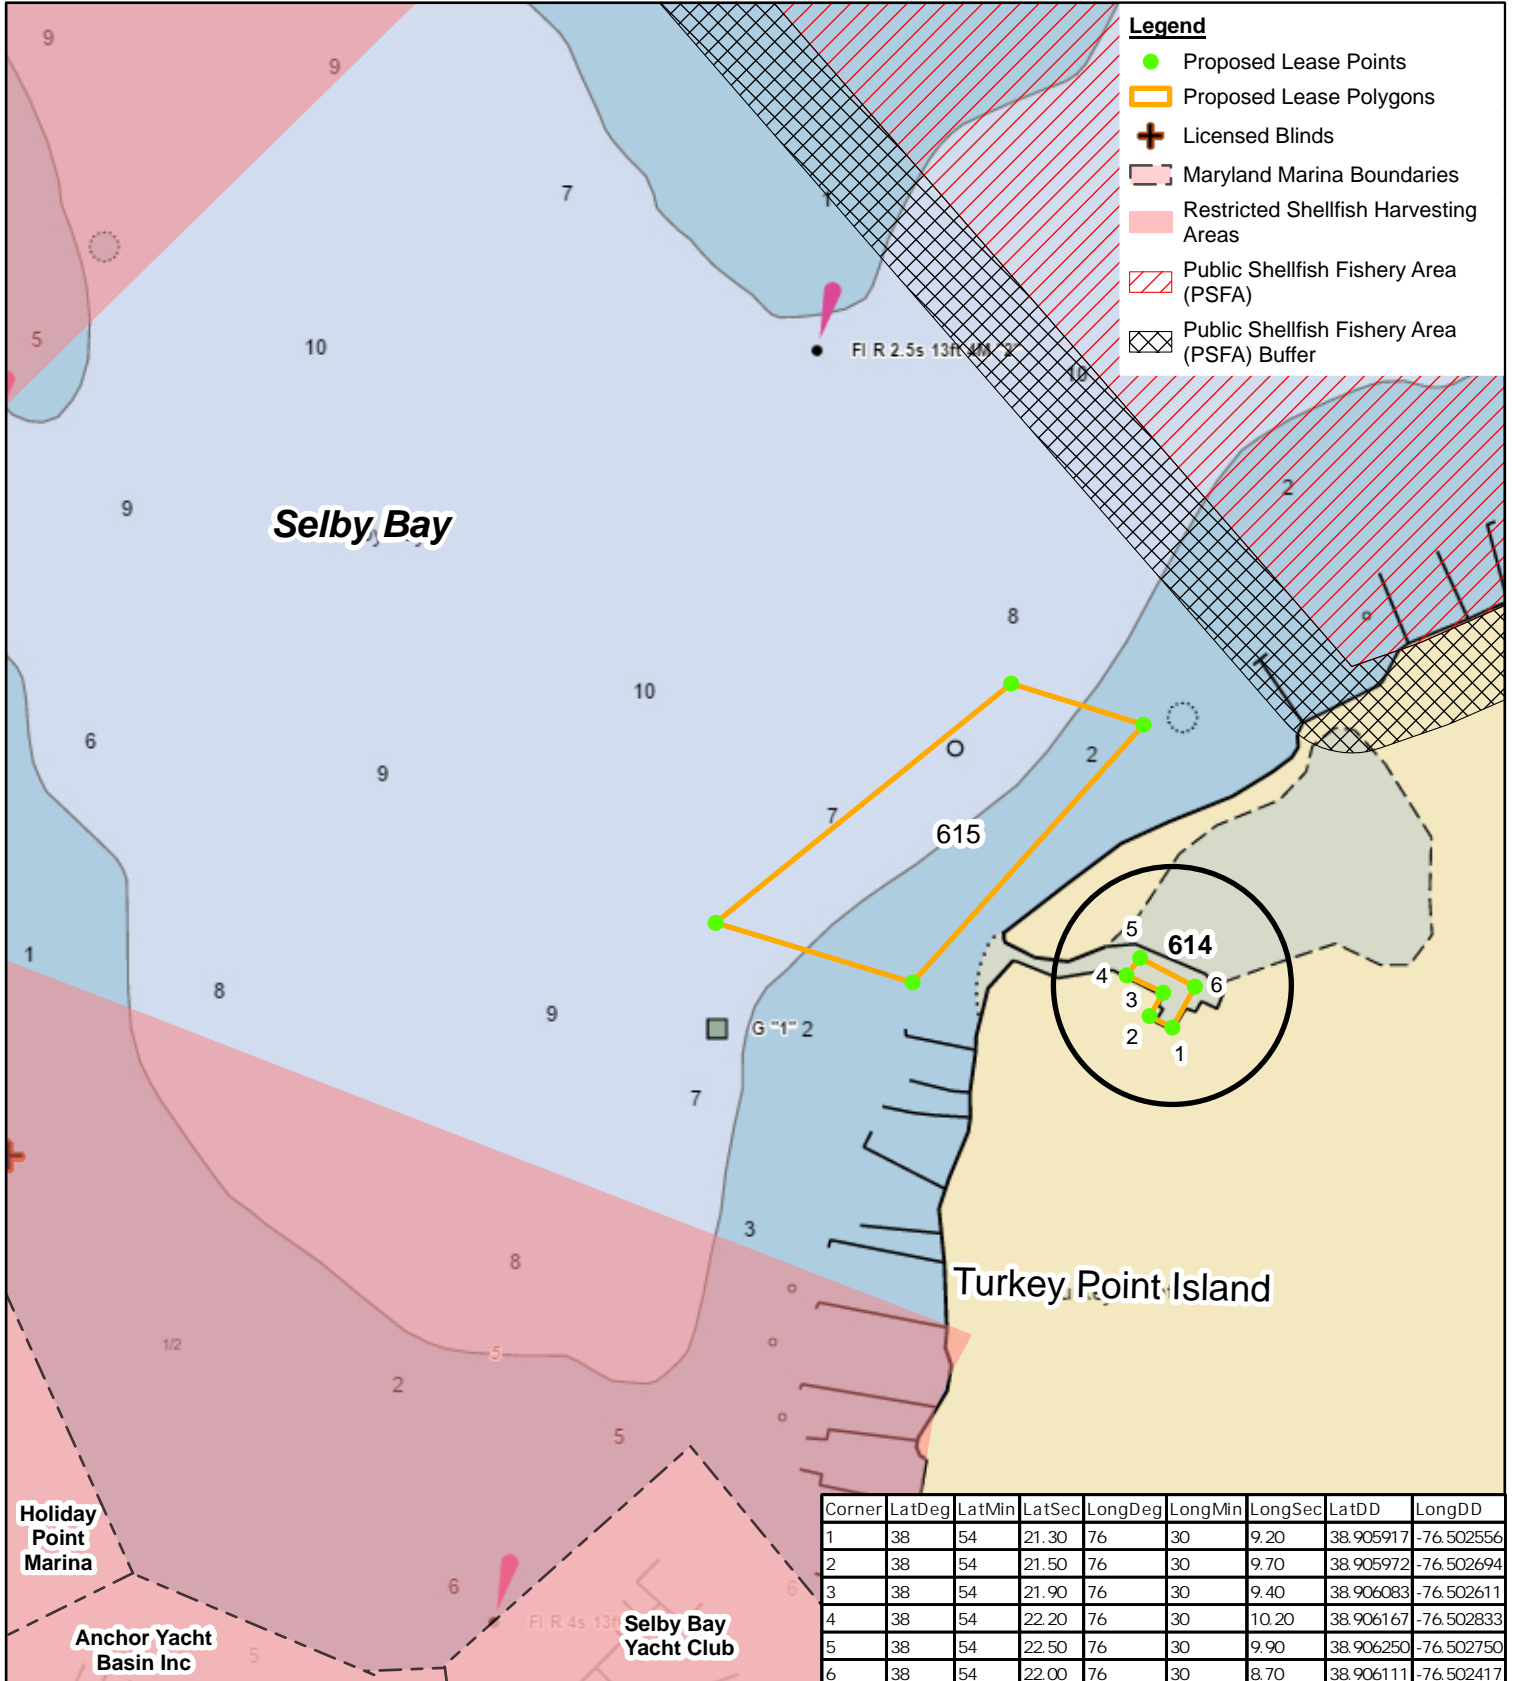 Legend
Proposed Lease Points
Proposed Lease Polygons
Licensed Blinds
Maryland Marina Boundaries
Restricted Shellfish Harvesting
Areas
Public Shellfish Fishery Area
(PSFA)
Public Shellfish Fishery Area
(PSFA) Buffer
9
9
7
1
5
10
Fl R 2.5s 13ft 4M "2"
10
9
Selby Bay
2
8
10
6
9
2
7
615
1
8
9
G "1" 2
7
5
614
4
6
3
2
1
3
8
Turkey Point Island
1/2
5
2
5
Holiday
Point
Marina
6
Fl R 4s 13ft
6
Selby Bay
Yacht Club
Anchor Yacht
Basin Inc
5
Corner LatDeg LatMin LatSec LongDeg LongMin LongSec LatDD LongDD
1 38 54 21.30 76 30 9.20 38.905917 -76.502556
2 38 54 21.50 76 30 9.70 38.905972 -76.502694
3 38 54 21.90 76 30 9.40 38.906083 -76.502611
4 38 54 22.20 76 30 10.20 38.906167 -76.502833
5 38 54 22.50 76 30 9.90 38.906250 -76.502750
6 38 54 22.00 76 30 8.70 38.906111 -76.502417